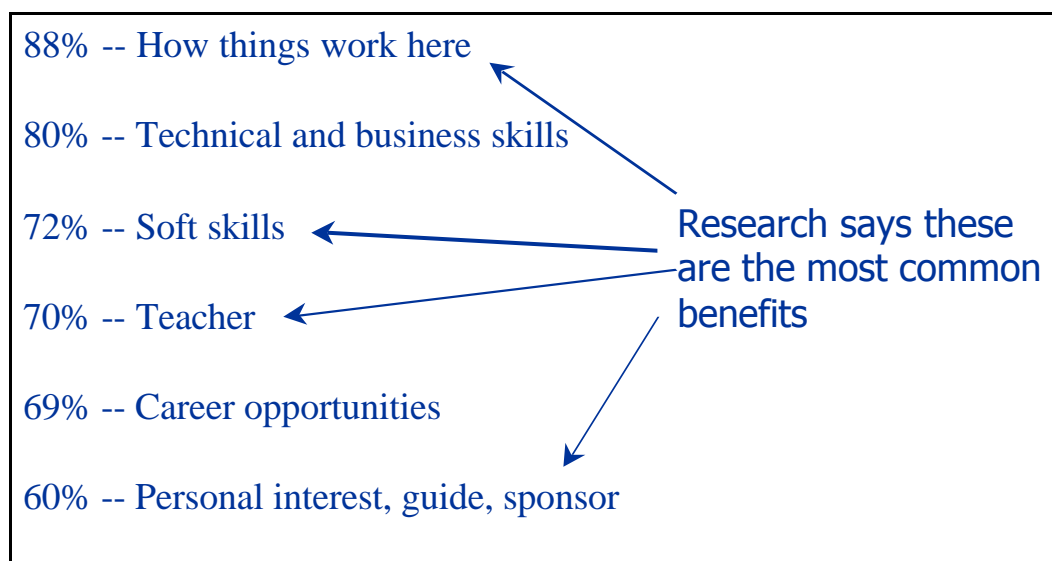 88% -- How things work here
80% -- Technical and business skills
72% -- Soft skills
70% -- Teacher
69% -- Career opportunities
60% -- Personal interest, guide, sponsor
Research says these
are the most common
benefits